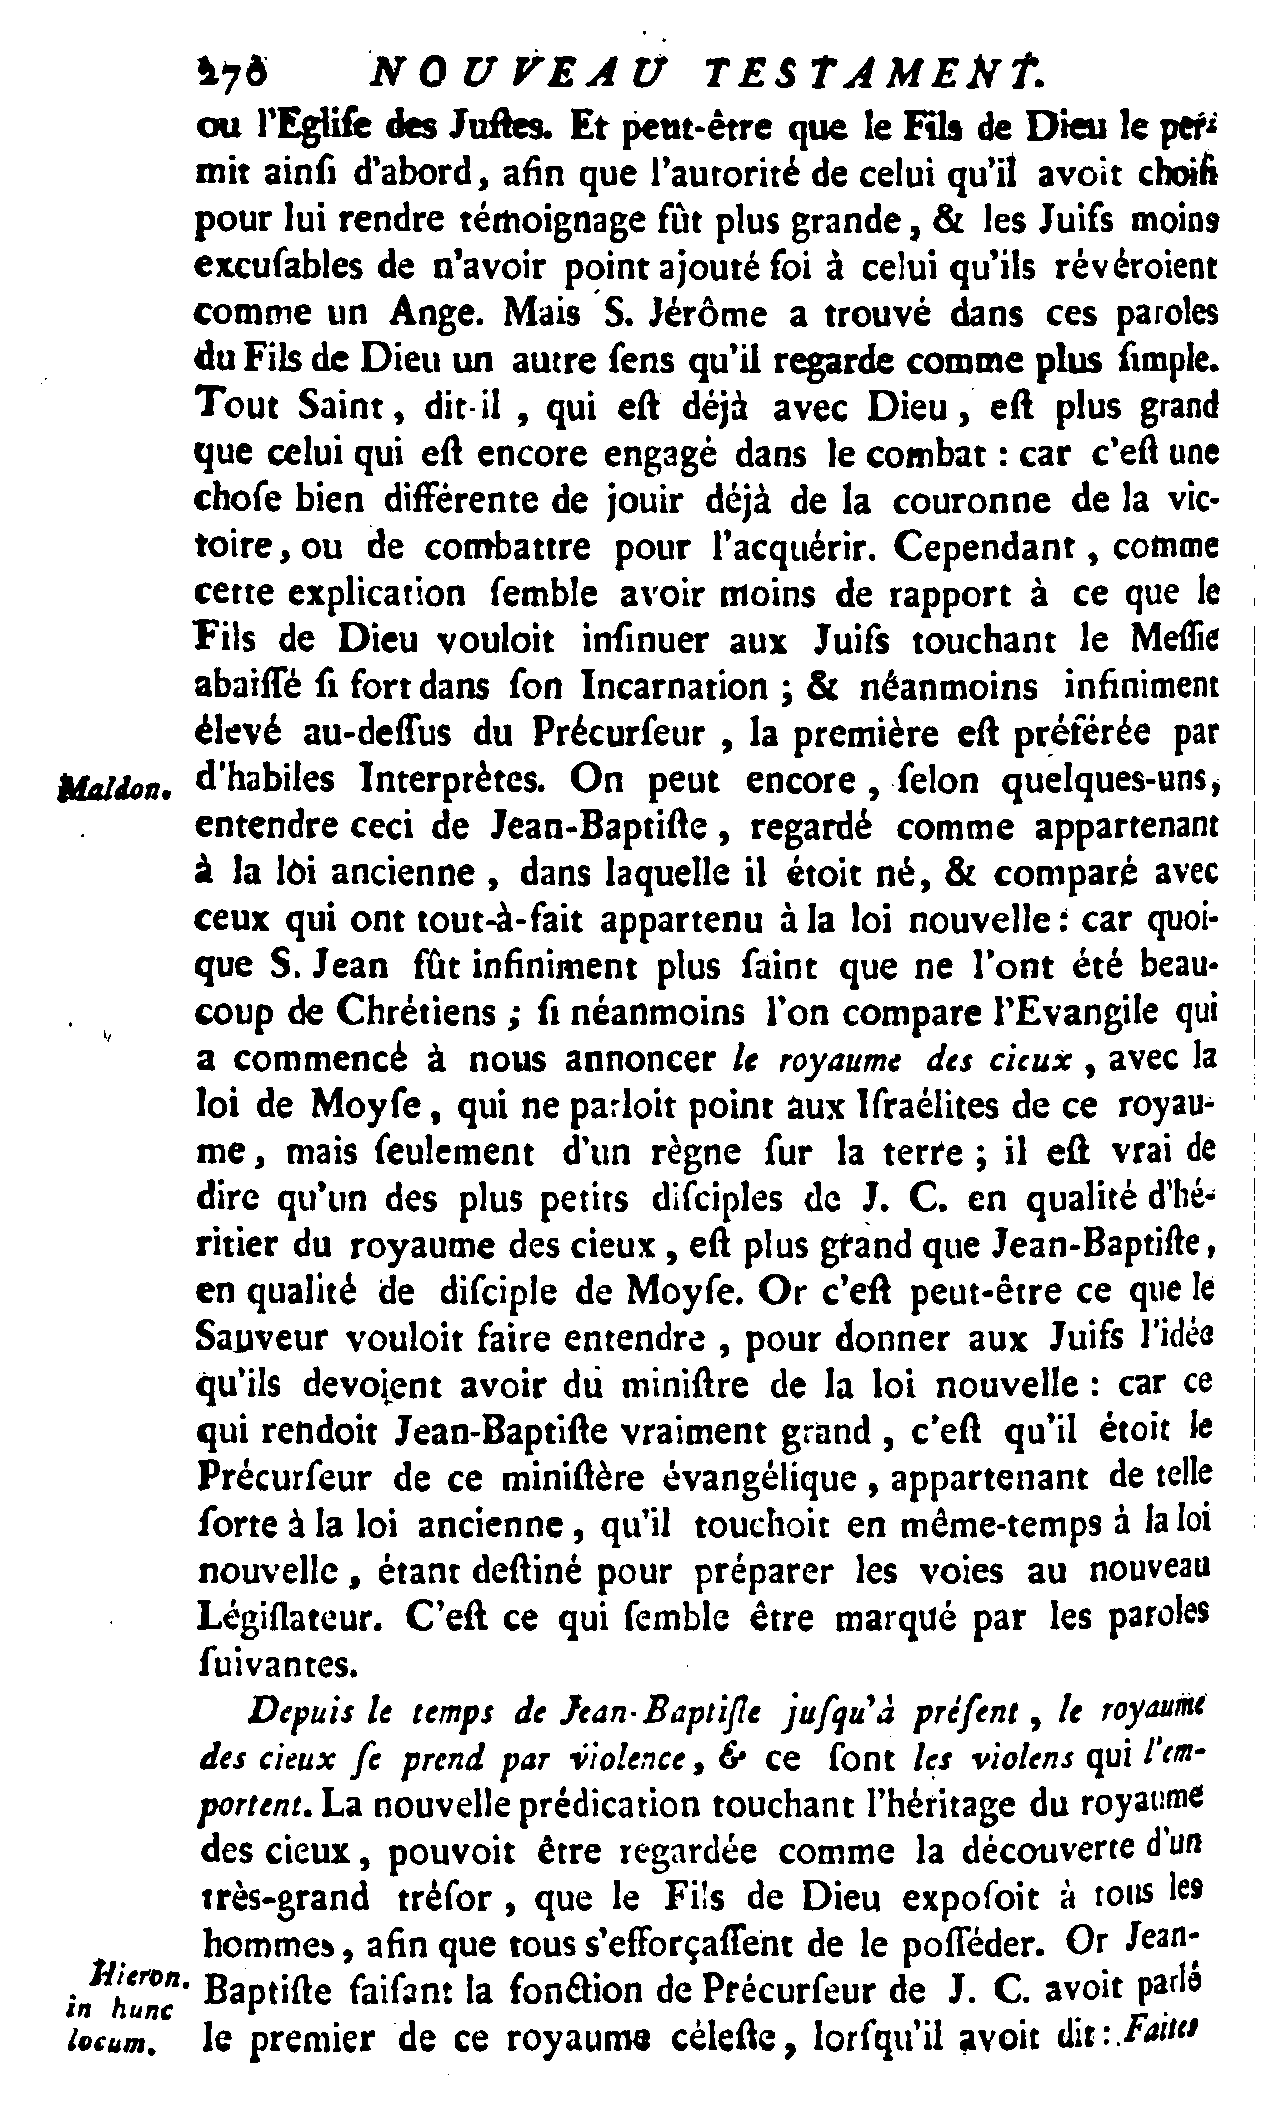 270 NOUVEAU TESTAMENT.
ou l'Egliſe des Juſtes. Et peut-être que le Fils de Dieu le per-
mit ainſi d'abord, afin que l'autorité de celui qu'il avoit choiſi
pour lui rendre témoignage fût plus grande, & les Juifs moins
excuſables de n'avoir point ajouté foi à celui qu'ils révéroient
comme un Ange. Mais S. Jérôme a trouvé dans ces paroles
du Fils de Dieu un autre ſens qu'il regarde comme plus ſimple.
Tout Saint, dit-il, qui eſt déjà avec Dieu, eſt plus grand
que celui qui eſt encore engagé dans le combat : car c'eſt une
choſe bien différente de jouir déjà de la couronne de la vic-
toire, ou de combattre pour l'acquérir. Cependant, comme
cette explication ſemble avoir moins de rapport à ce que le
Fils de Dieu vouloit inſinuer aux Juifs touchant le Meſſie
abaiſſé ſi fort dans ſon Incarnation ; & néanmoins infiniment
élevé au-deſſus du Précurſeur, la première eſt préférée par
Maldon. d'habiles Interprètes. On peut encore, ſelon quelques-uns,
entendre ceci de Jean-Baptiſte, regardé comme appartenant
à la loi ancienne, dans laquelle il étoit né, & comparé avec
ceux qui ont tout-à-fait appartenu à la loi nouvelle : car quoi-
que S. Jean fût infiniment plus ſaint que ne l'ont été beau-
coup de Chrétiens ; ſi néanmoins l'on compare l'Evangile qui
a commencé à nous annoncer le royaume des cieux, avec la
loi de Moyſe, qui ne parloit point aux Iſraélites de ce royau-
me, mais ſeulement d'un règne ſur la terre ; il eſt vrai de
dire qu'un des plus petits diſciples de J. C. en qualité d'hé-
ritier du royaume des cieux, eſt plus grand que Jean-Baptiſte,
en qualité de diſciple de Moyſe. Or c'eſt peut-être ce que le
Sauveur vouloit faire entendre, pour donner aux Juifs l'idée
qu'ils devoient avoir du miniſtre de la loi nouvelle : car ce
qui rendoit Jean-Baptiſte vraiment grand, c'eſt qu'il étoit le
Précurſeur de ce miniſtère évangélique, appartenant de telle
ſorte à la loi ancienne, qu'il touchoit en même-temps à la loi
nouvelle, étant deſtiné pour préparer les voies au nouveau
Légiſlateur. C'eſt ce qui ſemble être marqué par les paroles
ſuivantes.
Depuis le temps de Jean-Baptiſte juſqu'à préſent, le royaume
des cieux ſe prend par violence, & ce ſont les violens qui l'em-
portent. La nouvelle prédication touchant l'héritage du royaume
des cieux, pouvoit être regardée comme la découverte d'un
très-grand tréſor, que le Fils de Dieu expoſoit à tous les
hommes, afin que tous s'efforçaſſent de le poſſéder. Or Jean-
Hieron. Baptiſte faiſant la fonction de Précurſeur de J. C. avoit parlé
in hunc
locum. le premier de ce royaume céleſte, lorſqu'il avoit dit : Faites